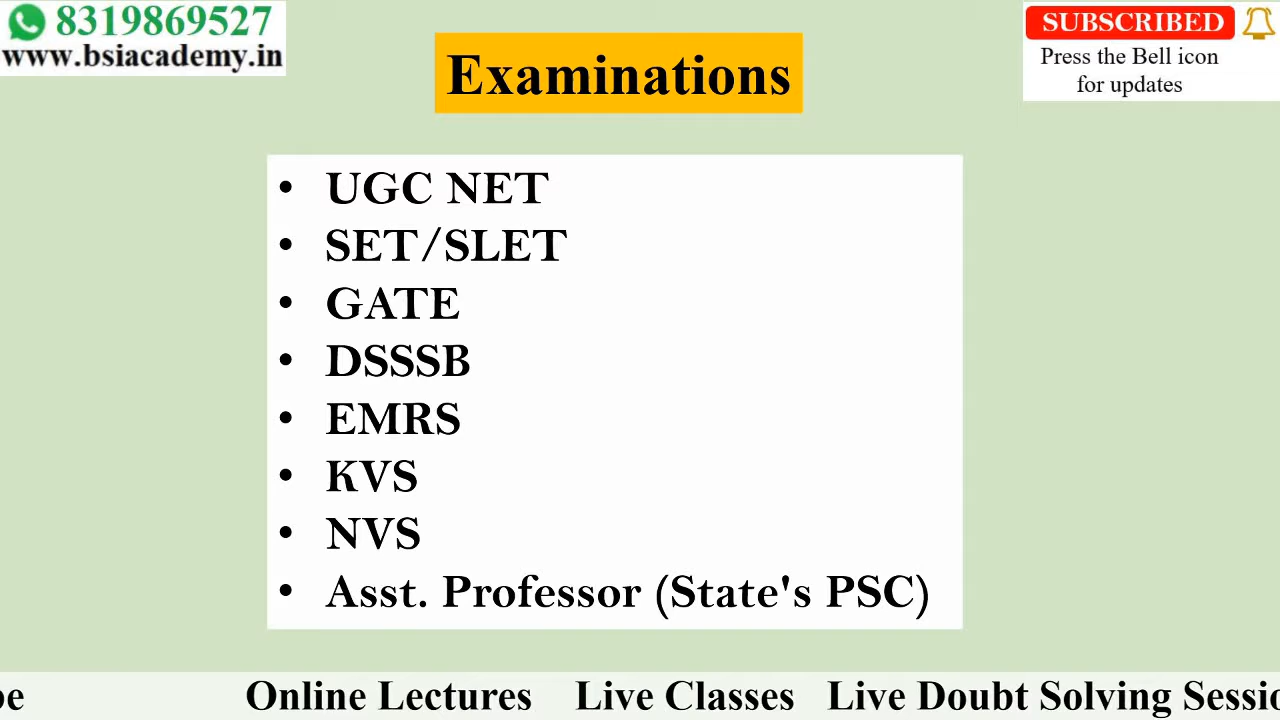 8319869527
www.bsiacademy.in
SUBSCRIBED
Press the Bell icon
for updates
Examinations
• UGC NET
• SET/SLET
• GATE
• DSSSB
• EMRS
• KVS
• NVS
• Asst. Professor (State's PSC)
Online Lectures Live Classes Live Doubt Solving